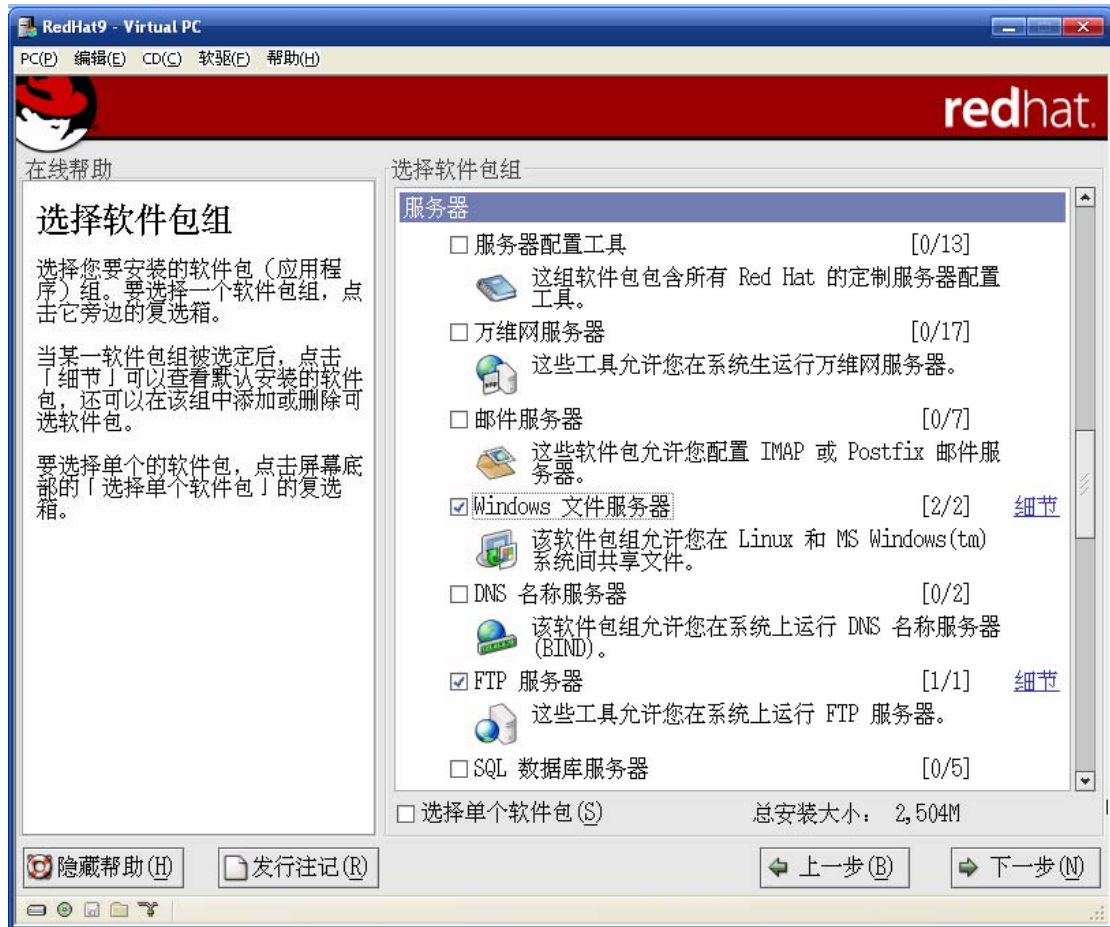 RedHat9 - Virtual PC
PC(P) 编辑(E) CD(C) 软驱(F) 帮助(H)
redhat.
在线帮助
选择软件包组
选择您要安装的软件包（应用程
序）组。要选择一个软件包组，点
击它旁边的复选箱。
当某一软件包组被选定后，点击
「细节」可以查看默认安装的软件
包，还可以在该组中添加或删除可
选软件包。
要选择单个的软件包，点击屏幕底
部的「选择单个软件包」的复选
箱。
选择软件包组
服务器
服务器配置工具 [0/13]
这组软件包包含所有 Red Hat 的定制服务器配置
工具。
万维网服务器 [0/17]
这些工具允许您在系统生运行万维网服务器。
邮件服务器 [0/7]
这些软件包允许您配置 IMAP 或 Postfix 邮件服
务器。
Windows 文件服务器 [2/2] 细节
该软件包组允许您在 Linux 和 MS Windows(tm)
系统间共享文件。
DNS 名称服务器 [0/2]
该软件包组允许您在系统上运行 DNS 名称服务器
(BIND)。
FTP 服务器 [1/1] 细节
这些工具允许您在系统上运行 FTP 服务器。
SQL 数据库服务器 [0/5]
选择单个软件包(S) 总安装大小： 2,504M
隐藏帮助(H) 发行注记(R) 上一步(B) 下一步(N)